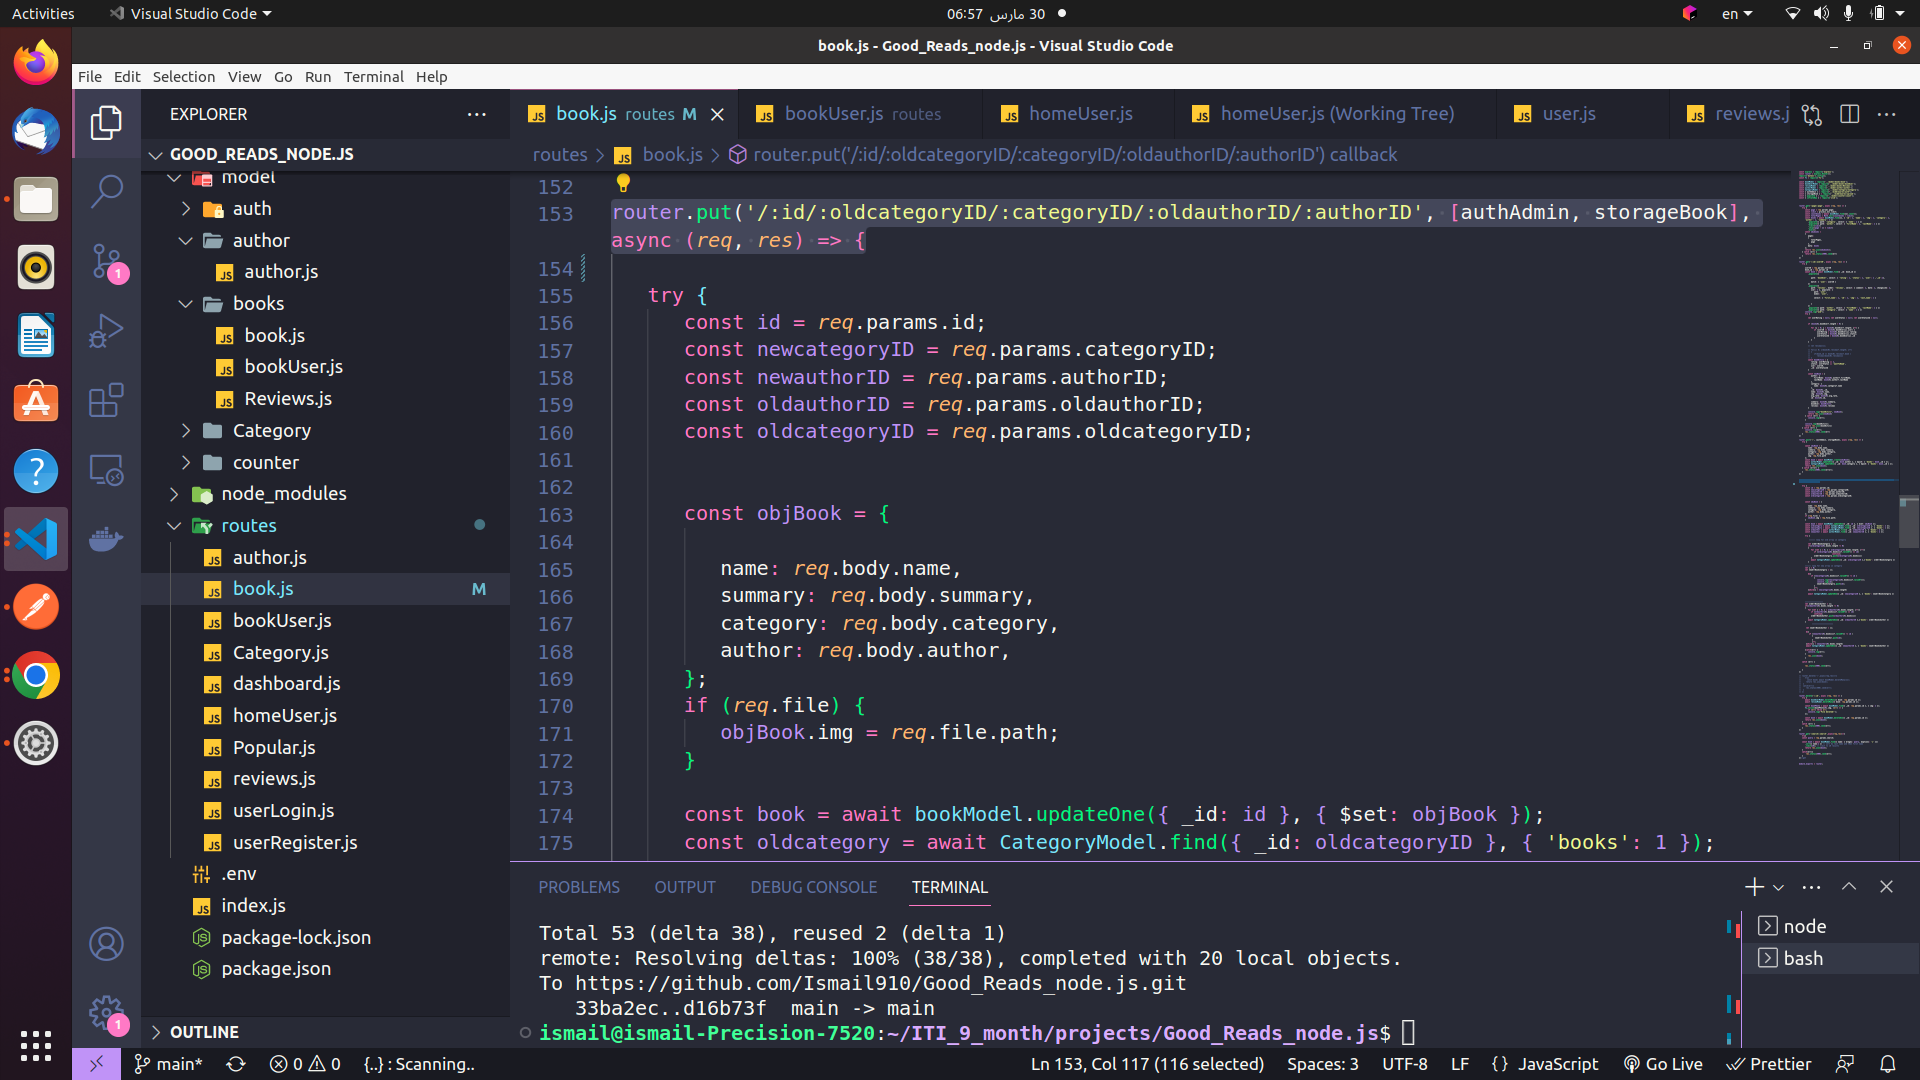 Activities
Visual Studio Code
06:57 مارس 30
en
book.js - Good_Reads_node.js - Visual Studio Code
File Edit Selection View Go Run Terminal Help
EXPLORER
book.js routes M
bookUser.js routes
homeUser.js
homeUser.js (Working Tree)
user.js
reviews.j
GOOD_READS_NODE.JS
routes > book.js > router.put('/:id/:oldcategoryID/:categoryID/:oldauthorID/:authorID') callback
model
auth
author
author.js
books
book.js
bookUser.js
Reviews.js
Category
counter
node_modules
routes
author.js
book.js M
bookUser.js
Category.js
dashboard.js
homeUser.js
Popular.js
reviews.js
userLogin.js
userRegister.js
.env
index.js
package-lock.json
package.json
OUTLINE
1
1
152
153 router.put('/:id/:oldcategoryID/:categoryID/:oldauthorID/:authorID', [authAdmin, storageBook],
async (req, res) => {
154
155 try {
156 const id = req.params.id;
157 const newcategoryID = req.params.categoryID;
158 const newauthorID = req.params.authorID;
159 const oldauthorID = req.params.oldauthorID;
160 const oldcategoryID = req.params.oldcategoryID;
161
162
163 const objBook = {
164
165 name: req.body.name,
166 summary: req.body.summary,
167 category: req.body.category,
168 author: req.body.author,
169 };
170 if (req.file) {
171 objBook.img = req.file.path;
172 }
173
174 const book = await bookModel.updateOne({ _id: id }, { $set: objBook });
175 const oldcategory = await CategoryModel.find({ _id: oldcategoryID }, { 'books': 1 });
PROBLEMS OUTPUT DEBUG CONSOLE TERMINAL
Total 53 (delta 38), reused 2 (delta 1)
remote: Resolving deltas: 100% (38/38), completed with 20 local objects.
To https://github.com/Ismail910/Good_Reads_node.js.git
33ba2ec..d16b73f main -> main
ismail@ismail-Precision-7520:~/ITI_9_month/projects/Good_Reads_node.js$
node
bash
main* 0 0 {..} : Scanning.. Ln 153, Col 117 (116 selected) Spaces: 3 UTF-8 LF {} JavaScript Go Live Prettier